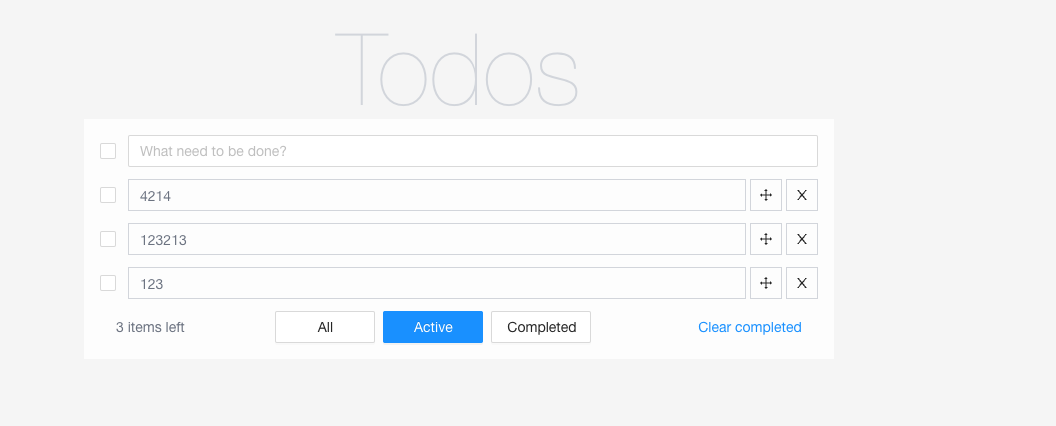 Todos
What need to be done?
4214 X
123213 X
123 X
3 items left All Active Completed Clear completed